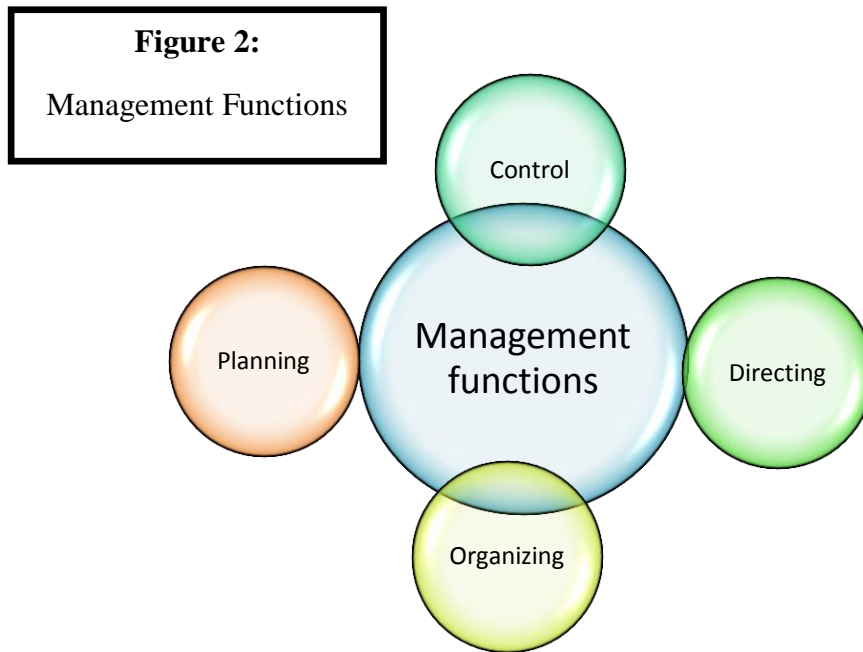 Figure 2:
Management Functions
Control
Planning
Management
functions
Directing
Organizing